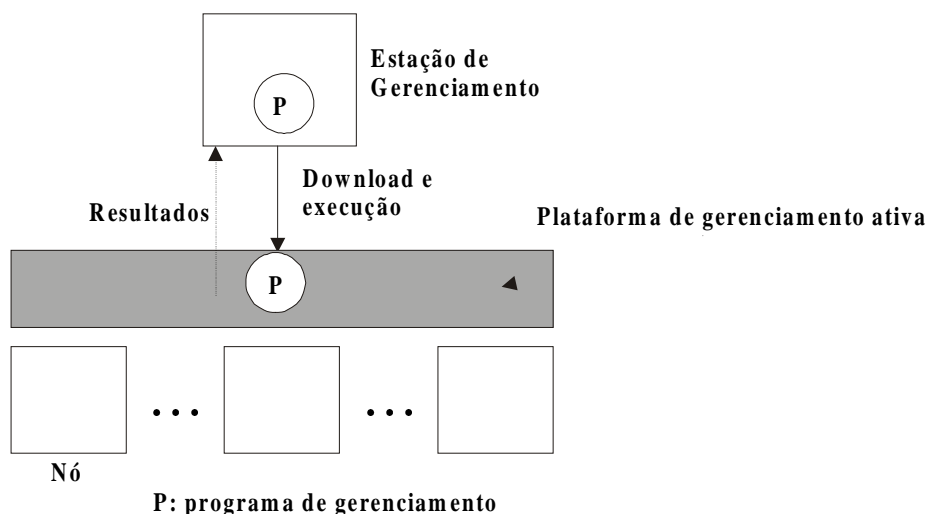 Estação de
Gerenciamento
P
Download e
execução
Resultados
Plataforma de gerenciamento ativa
P
...
...
Nó
P: programa de gerenciamento